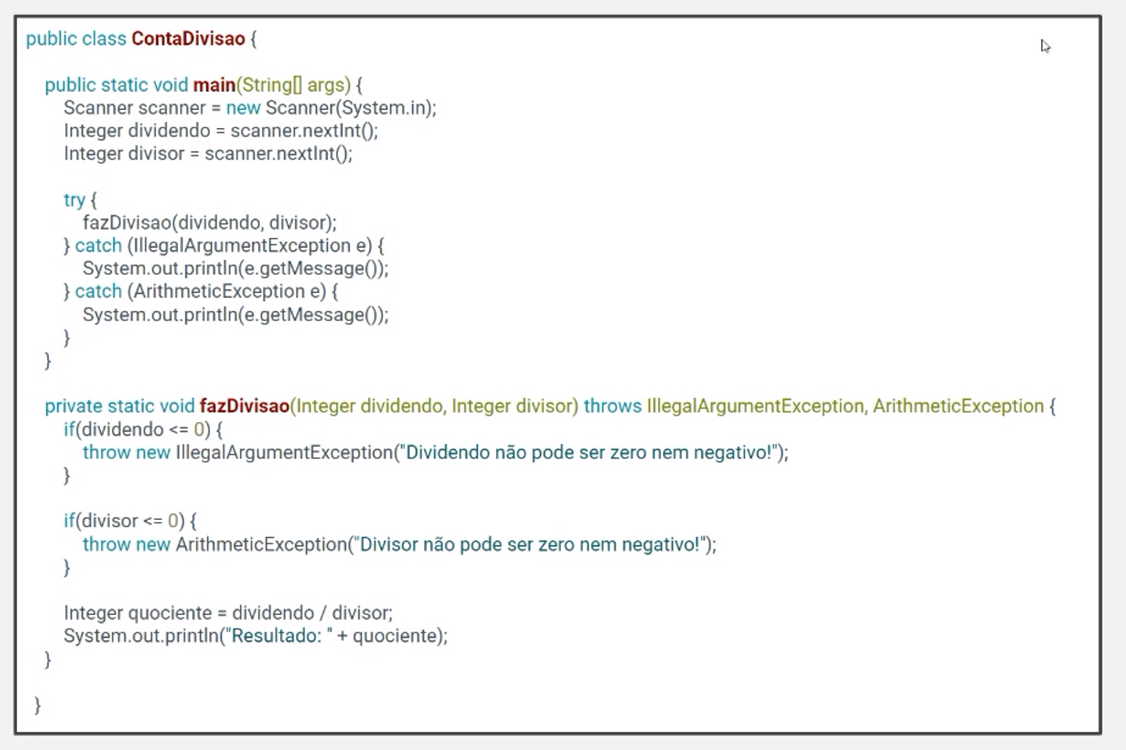 public class ContaDivisao {
public static void main(String[] args) {
Scanner scanner = new Scanner(System.in);
Integer dividendo = scanner.nextInt();
Integer divisor = scanner.nextInt();
try {
fazDivisao(dividendo, divisor);
} catch (IllegalArgumentException e) {
System.out.println(e.getMessage());
} catch (ArithmeticException e) {
System.out.println(e.getMessage());
}
}
private static void fazDivisao(Integer dividendo, Integer divisor) throws IllegalArgumentException, ArithmeticException {
if(dividendo <= 0) {
throw new IllegalArgumentException("Dividendo não pode ser zero nem negativo!");
}
if(divisor <= 0) {
throw new ArithmeticException("Divisor não pode ser zero nem negativo!");
}
Integer quociente = dividendo / divisor;
System.out.println("Resultado: " + quociente);
}
}